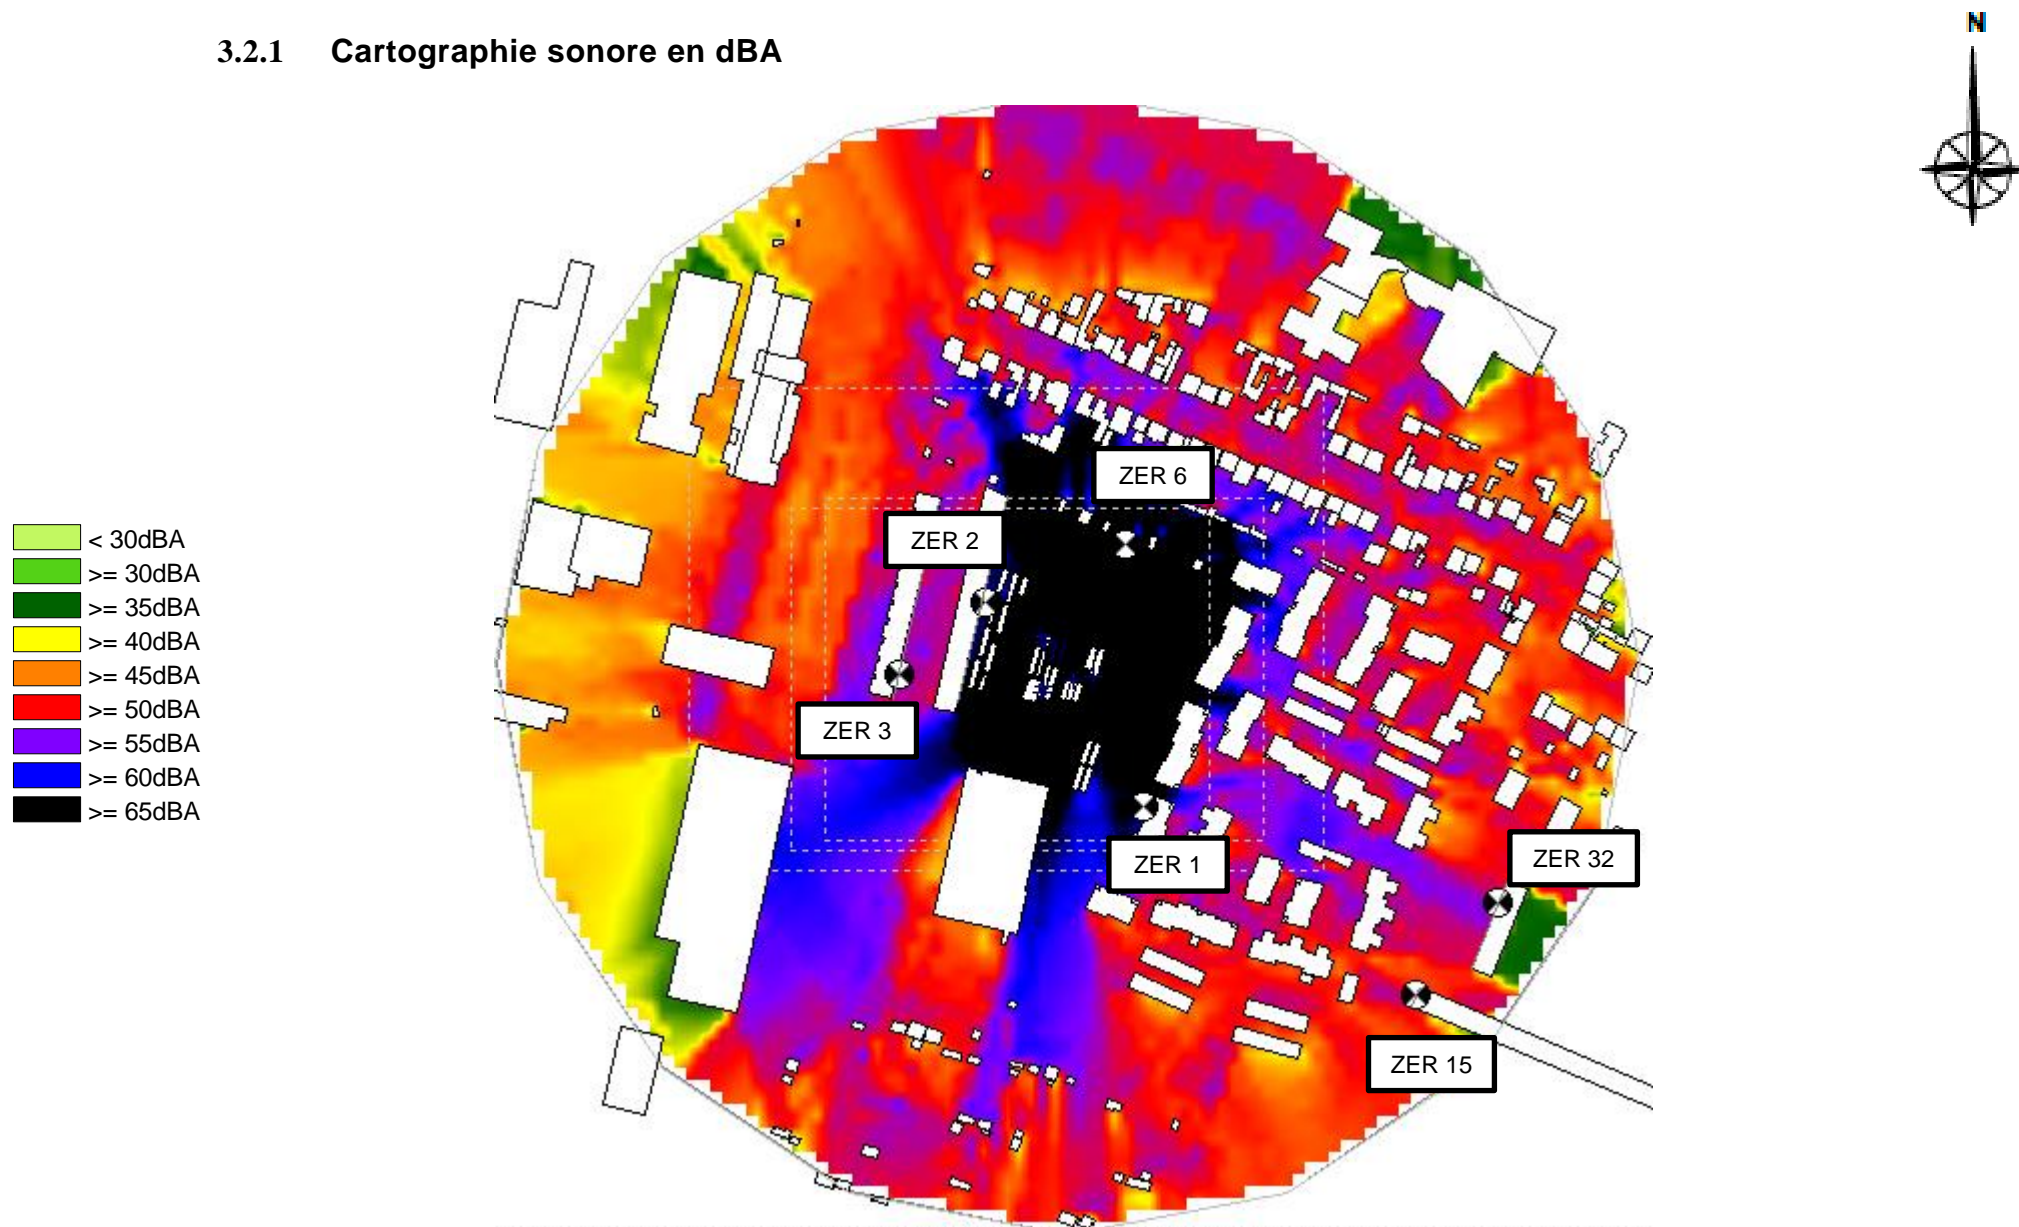 N
3.2.1 Cartographie sonore en dBA
ZER 6
ZER 2
< 30dBA
>= 30dBA
>= 35dBA
>= 40dBA
>= 45dBA
>= 50dBA
>= 55dBA
>= 60dBA
>= 65dBA
ZER 3
ZER 1
ZER 32
ZER 15